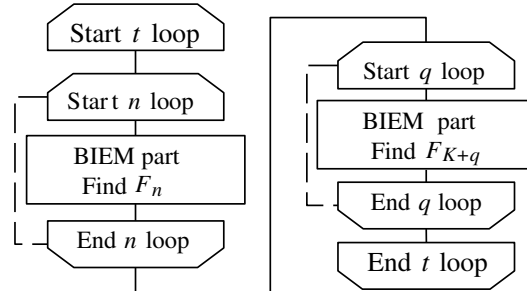 Start t loop
Start n loop
BIEM part
Find F_n
End n loop
Start q loop
BIEM part
Find F_{K+q}
End q loop
End t loop